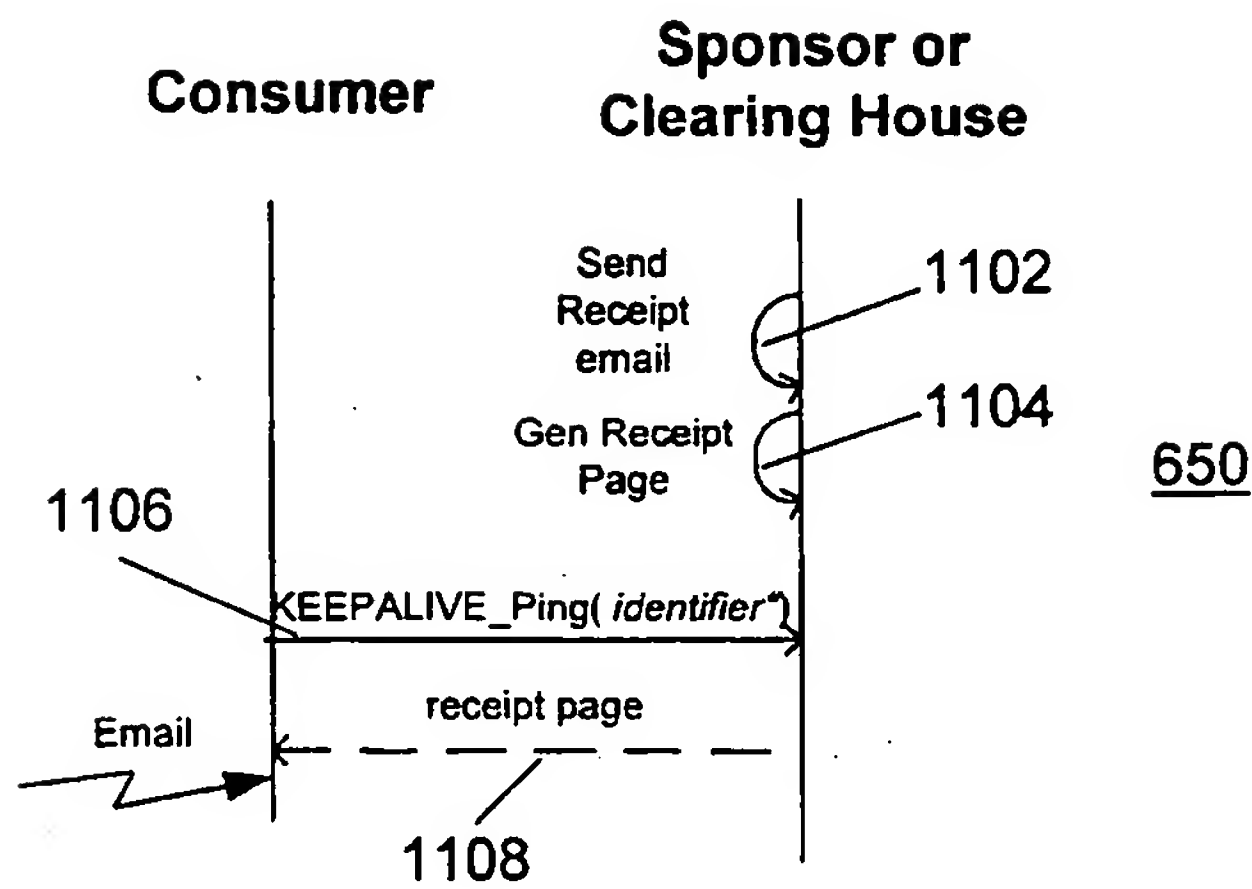 Consumer
Sponsor or
Clearing House
Send
Receipt
email
1102
Gen Receipt
Page
1104
650
1106
KEEPALIVE_Ping( identifier")
receipt page
Email
1108